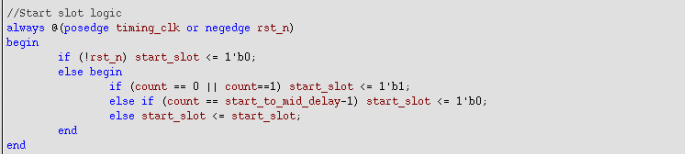 //Start slot logic
always @(posedge timing_clk or negedge rst_n)
begin
if (!rst_n) start_slot <= 1'b0;
else begin
if (count == 0 || count==1) start_slot <= 1'b1;
else if (count == start_to_mid_delay-1) start_slot <= 1'b0;
else start_slot <= start_slot;
end
end